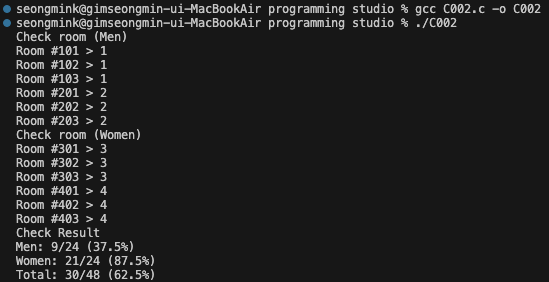 seongmink@gimseongmin-ui-MacBookAir programming studio % gcc C002.c -o C002
seongmink@gimseongmin-ui-MacBookAir programming studio % ./C002
Check room (Men)
Room #101 > 1
Room #102 > 1
Room #103 > 1
Room #201 > 2
Room #202 > 2
Room #203 > 2
Check room (Women)
Room #301 > 3
Room #302 > 3
Room #303 > 3
Room #401 > 4
Room #402 > 4
Room #403 > 4
Check Result
Men: 9/24 (37.5%)
Women: 21/24 (87.5%)
Total: 30/48 (62.5%)